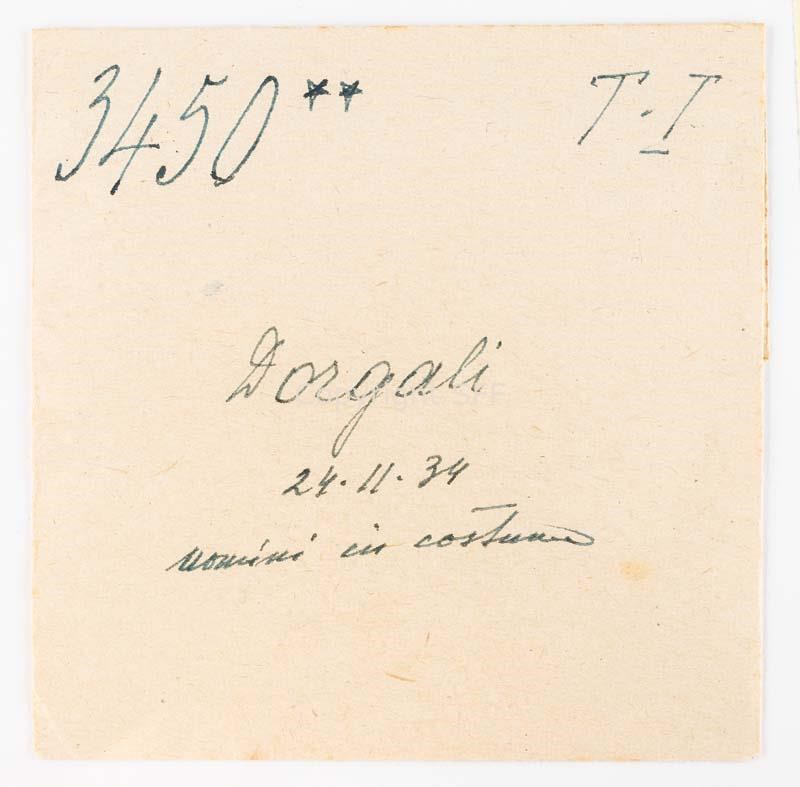 3450** T-I
Dorgali
24.11.34
uomini in costume